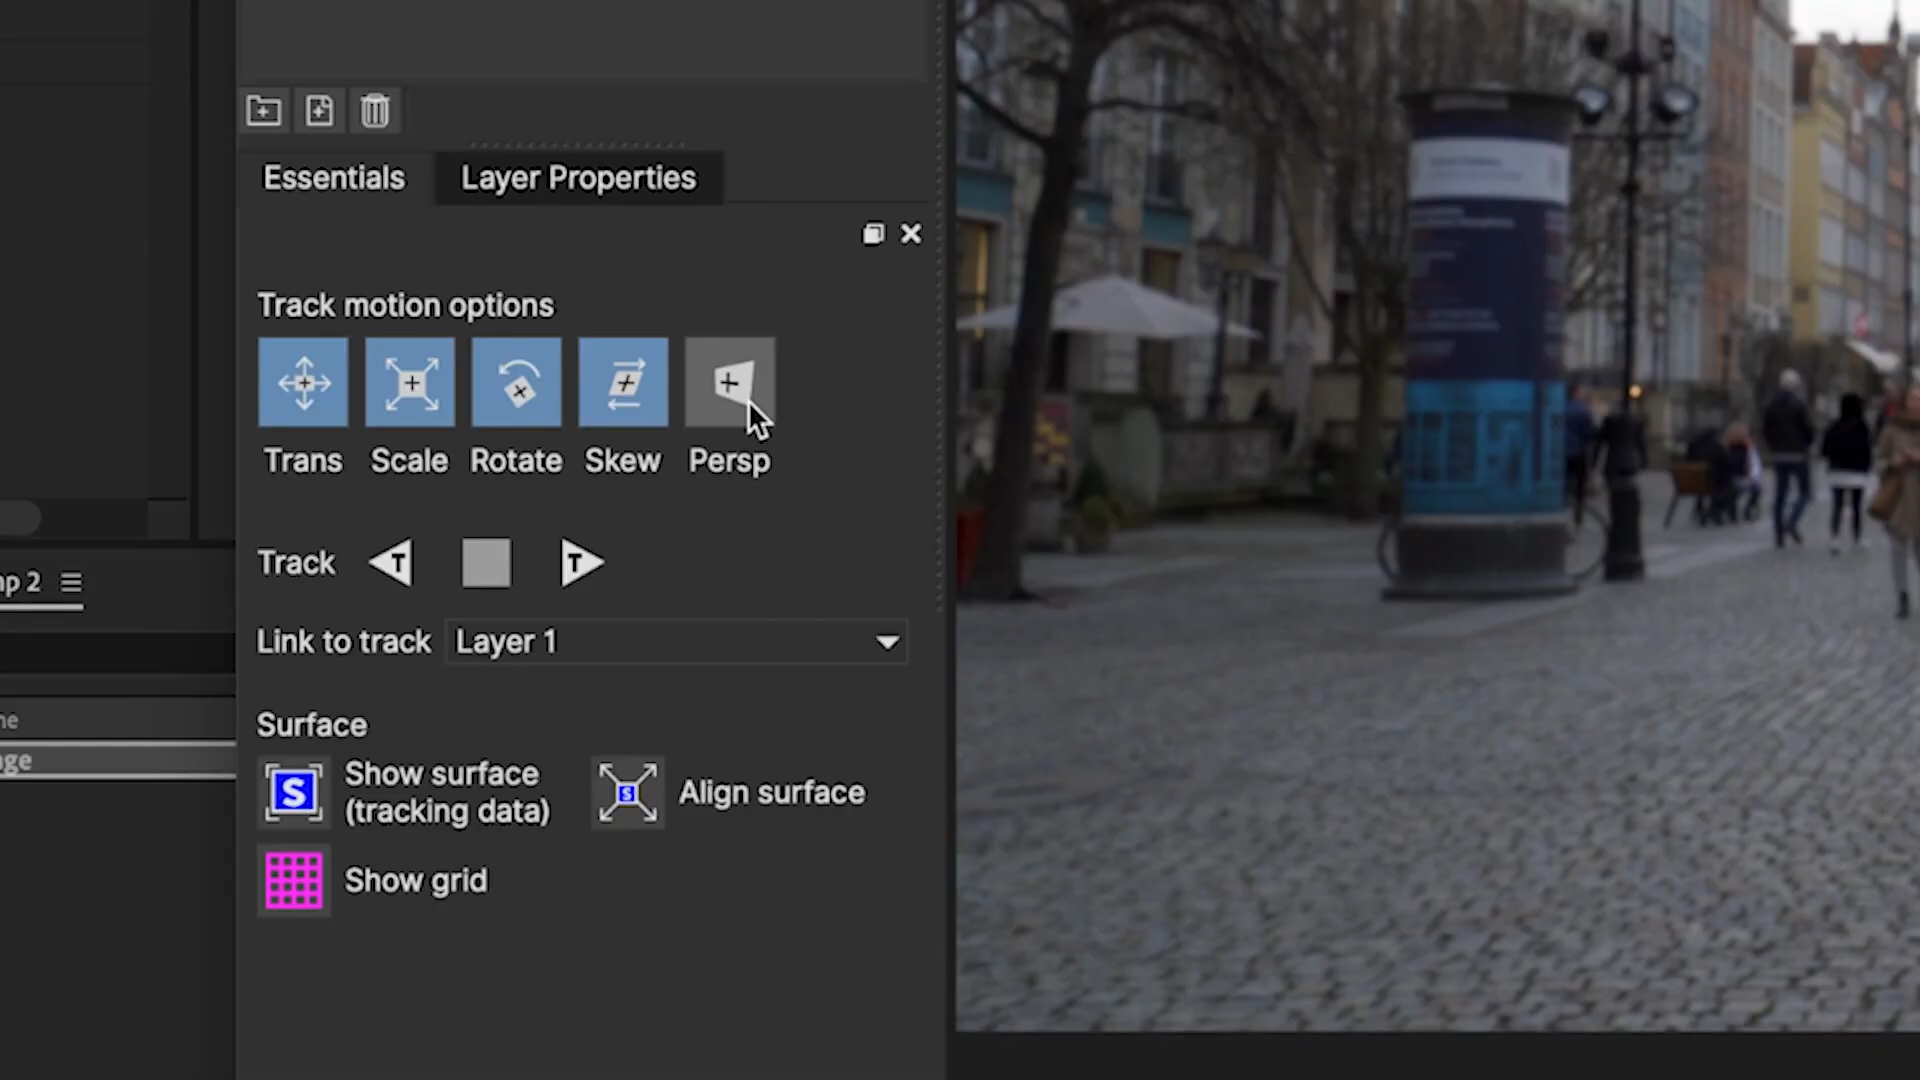 Essentials
Layer Properties
Track motion options
Trans
Scale
Rotate
Skew
Persp
Track
T
T
Link to track
Layer 1
Surface
S
Show surface
(tracking data)
S
Align surface
Show grid
2